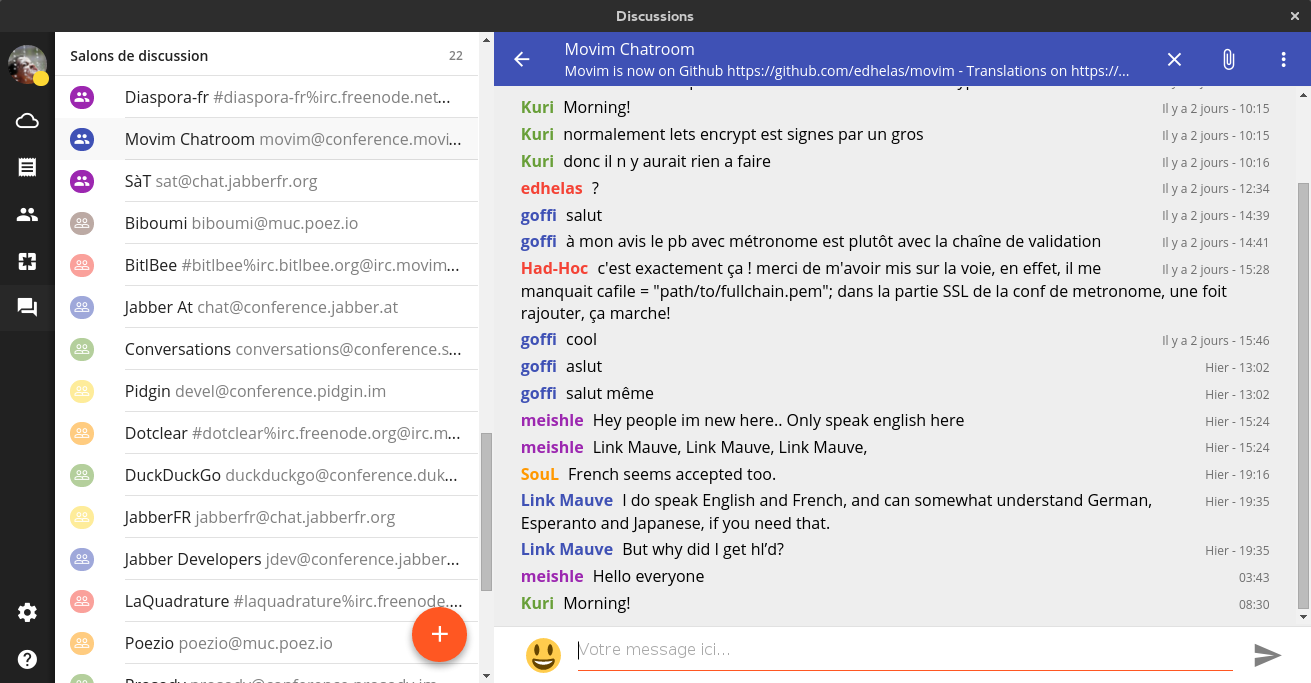 Discussions
Salons de discussion 22
Diaspora-fr #diaspora-fr%irc.freenode.net...
Movim Chatroom movim@conference.movi...
SàT sat@chat.jabberfr.org
Biboumi biboumi@muc.poez.io
BitlBee #bitlbee%irc.bitlbee.org@irc.movim...
Jabber At chat@conference.jabber.at
Conversations conversations@conference.s...
Pidgin devel@conference.pidgin.im
Dotclear #dotclear%irc.freenode.org@irc.m...
DuckDuckGo duckduckgo@conference.duk...
JabberFR jabberfr@chat.jabberfr.org
Jabber Developers jdev@conference.jabber...
LaQuadrature #laquadrature%irc.freenode....
Poezio poezio@muc.poez.io
Movim Chatroom
Movim is now on Github https://github.com/edhelas/movim - Translations on https://...
Kuri Morning! Il y a 2 jours - 10:15
Kuri normalement lets encrypt est signes par un gros Il y a 2 jours - 10:15
Kuri donc il n y aurait rien a faire Il y a 2 jours - 10:16
edhelas ? Il y a 2 jours - 12:34
goffi salut Il y a 2 jours - 14:39
goffi à mon avis le pb avec métronome est plutôt avec la chaîne de validation Il y a 2 jours - 14:41
Had-Hoc c'est exactement ça ! merci de m'avoir mis sur la voie, en effet, il me Il y a 2 jours - 15:28
manquait cafile = "path/to/fullchain.pem"; dans la partie SSL de la conf de metronome, une foit
rajouter, ça marche!
goffi cool Il y a 2 jours - 15:46
goffi aslut Hier - 13:02
goffi salut même Hier - 13:02
meishle Hey people im new here.. Only speak english here Hier - 15:24
meishle Link Mauve, Link Mauve, Link Mauve, Hier - 15:24
SouL French seems accepted too. Hier - 19:16
Link Mauve I do speak English and French, and can somewhat understand German, Hier - 19:35
Esperanto and Japanese, if you need that.
Link Mauve But why did I get hl’d? Hier - 19:35
meishle Hello everyone 03:43
Kuri Morning! 08:30
Votre message ici...